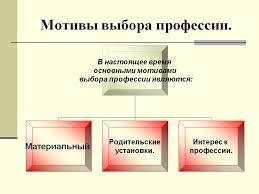 Мотивы выбора профессии.
В настоящее время
основными мотивами
выбора профессии являются:
Материальный
Родительские
установки.
Интерес к
профессии.